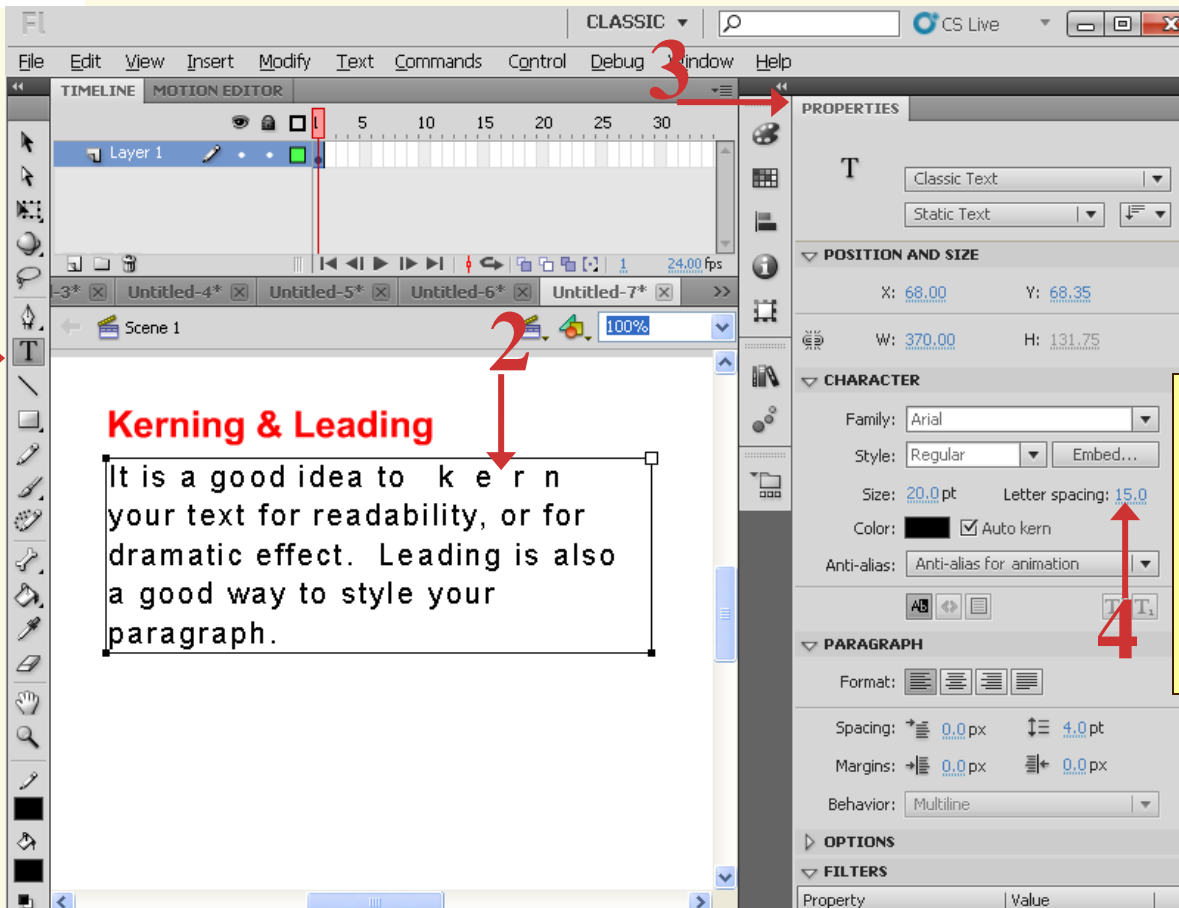 Fl CLASSIC CS Live
File Edit View Insert Modify Text Commands Control Debug Window Help
3
TIMELINE MOTION EDITOR
PROPERTIES
1 5 10 15 20 25 30
Layer 1
T
Classic Text
Static Text
POSITION AND SIZE
1 24.00 fps
X: 68.00 Y: 68.35
-3* Untitled-4* Untitled-5* Untitled-6* Untitled-7* >>
Scene 1 100%
2
W: 370.00 H: 131.75
T
CHARACTER
Kerning & Leading
Family: Arial
It is a good idea to k e r n
your text for readability, or for
dramatic effect. Leading is also
a good way to style your
paragraph.
Style: Regular Embed...
Size: 20.0 pt Letter spacing: 15.0
Color: Auto kern
Anti-alias: Anti-alias for animation
4
PARAGRAPH
Format:
Spacing: 0.0 px 4.0 pt
Margins: 0.0 px 0.0 px
Behavior: Multiline
OPTIONS
FILTERS
Property Value